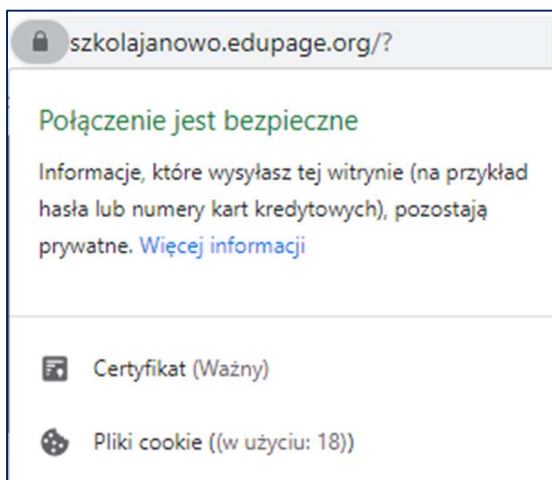 szkolajanowo.edupage.org/?
Połączenie jest bezpieczne
Informacje, które wysyłasz tej witrynie (na przykład
hasła lub numery kart kredytowych), pozostają
prywatne. Więcej informacji
Certyfikat (Ważny)
Pliki cookie ((w użyciu: 18))